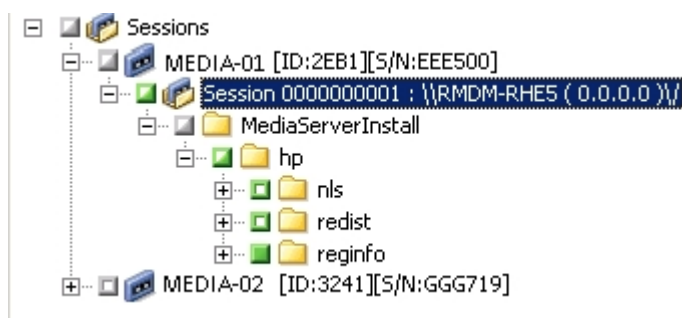 Sessions
MEDIA-01 [ID:2EB1][S/N:EEE500]
Session 0000000001 : \\RMDM-RHE5 ( 0.0.0.0 )\/
MediaServerInstall
hp
nls
redist
reginfo
MEDIA-02 [ID:3241][S/N:GGG719]